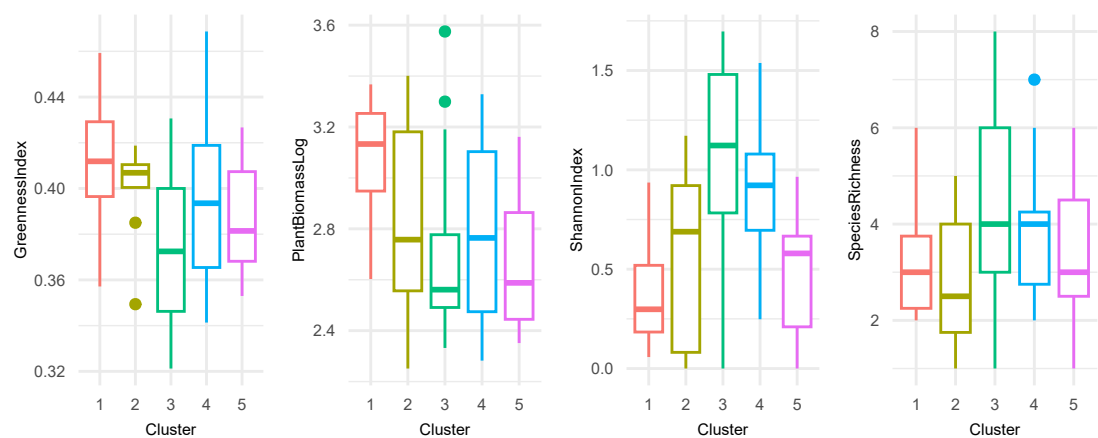 GreennessIndex
0.44
0.40
0.36
0.32
1 2 3 4 5
Cluster
PlantBiomassLog
3.6
3.2
2.8
2.4
1 2 3 4 5
Cluster
ShannonIndex
1.5
1.0
0.5
0.0
1 2 3 4 5
Cluster
SpeciesRichness
8
6
4
2
1 2 3 4 5
Cluster